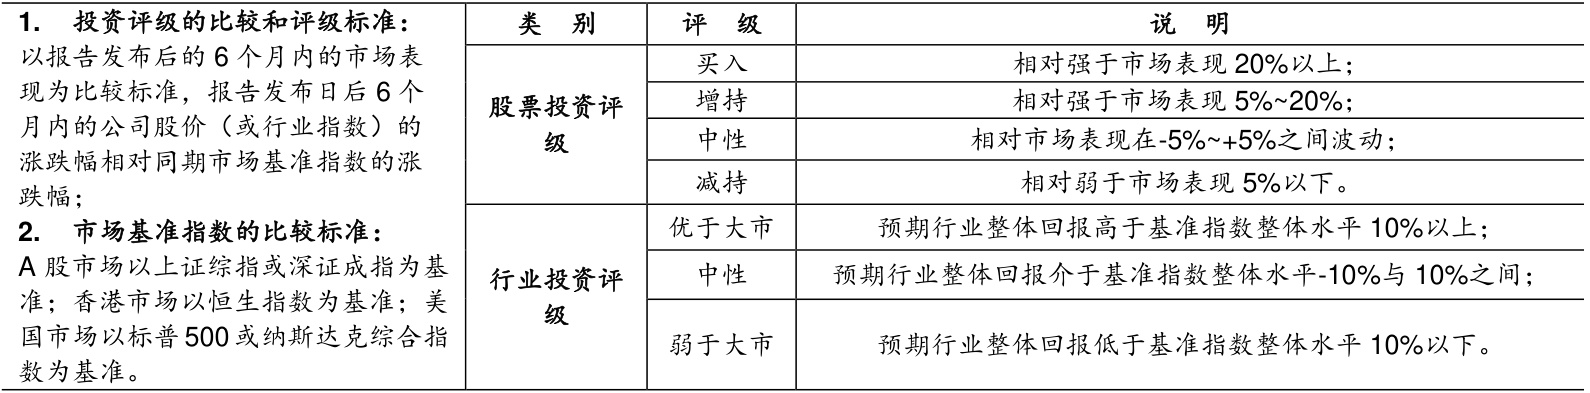 1. 投资评级的比较和评级标准：
以报告发布后的 6 个月内的市场表
现为比较标准，报告发布日后 6 个
月内的公司股价（或行业指数）的
涨跌幅相对同期市场基准指数的涨
跌幅；
2. 市场基准指数的比较标准：
A 股市场以上证综指或深证成指为基
准；香港市场以恒生指数为基准；美
国市场以标普 500 或纳斯达克综合指
数为基准。
类 别 评 级 说 明
股票投资评
级
买入 相对强于市场表现 20%以上；
增持 相对强于市场表现 5%~20%；
中性 相对市场表现在-5%~+5%之间波动；
减持 相对弱于市场表现 5%以下。
行业投资评
级
优于大市 预期行业整体回报高于基准指数整体水平 10%以上；
中性 预期行业整体回报介于基准指数整体水平-10%与 10%之间；
弱于大市 预期行业整体回报低于基准指数整体水平 10%以下。